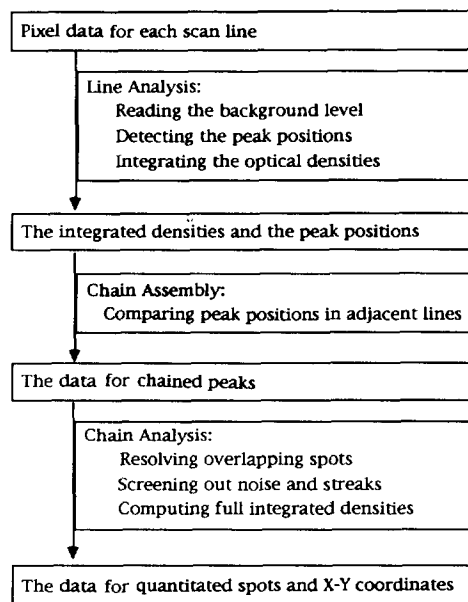 Pixel data for each scan line
Line Analysis:
Reading the background level
Detecting the peak positions
Integrating the optical densities
The integrated densities and the peak positions
Chain Assembly:
Comparing peak positions in adjacent lines
The data for chained peaks
Chain Analysis:
Resolving overlapping spots
Screening out noise and streaks
Computing full integrated densities
The data for quantitated spots and X-Y coordinates